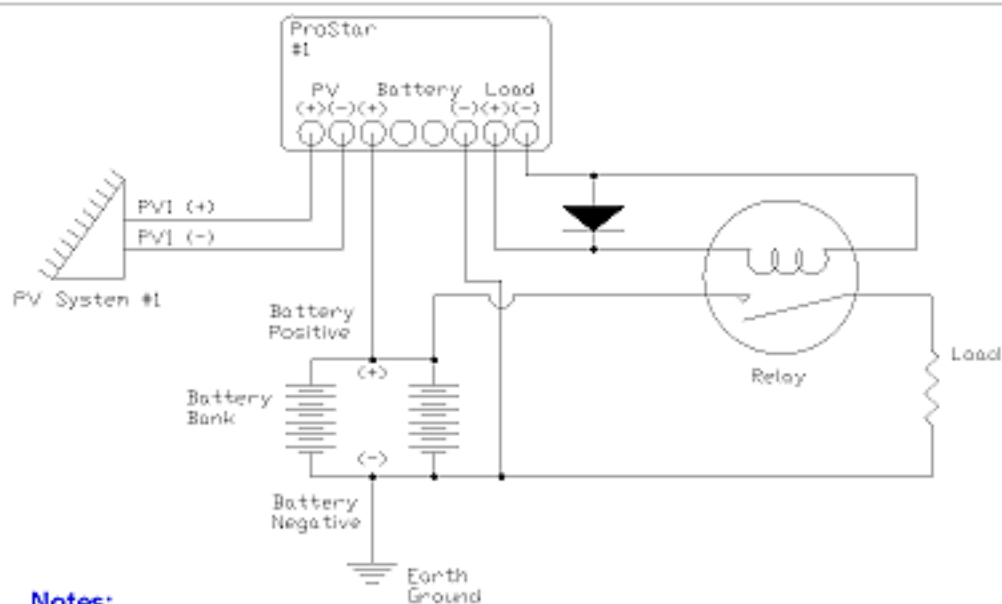 ProStar
#1
PV Battery Load
(+)(-)(+) (-)(+)(-)
PV1 (+)
PV1 (-)
PV System #1
Battery
Positive
(+)
Battery
Bank
(-)
Battery
Negative
Earth
Ground
Relay
Load
Notes: